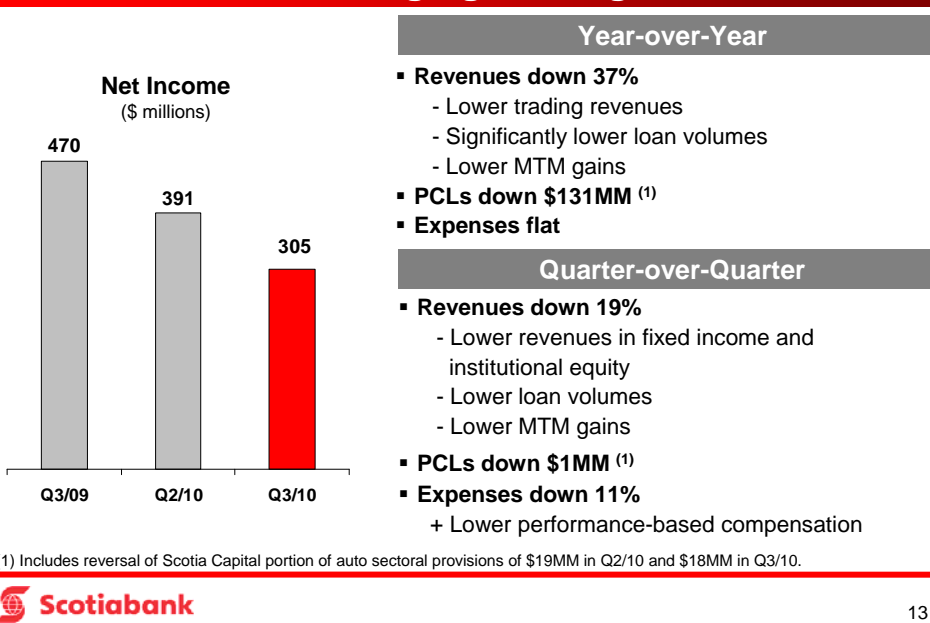 Year-over-Year
Net Income
($ millions)
470
391
305
Q3/09 Q2/10 Q3/10
▪ Revenues down 37%
- Lower trading revenues
- Significantly lower loan volumes
- Lower MTM gains
▪ PCLs down $131MM (1)
▪ Expenses flat
Quarter-over-Quarter
▪ Revenues down 19%
- Lower revenues in fixed income and
institutional equity
- Lower loan volumes
- Lower MTM gains
▪ PCLs down $1MM (1)
▪ Expenses down 11%
+ Lower performance-based compensation
1) Includes reversal of Scotia Capital portion of auto sectoral provisions of $19MM in Q2/10 and $18MM in Q3/10.
Scotiabank
13